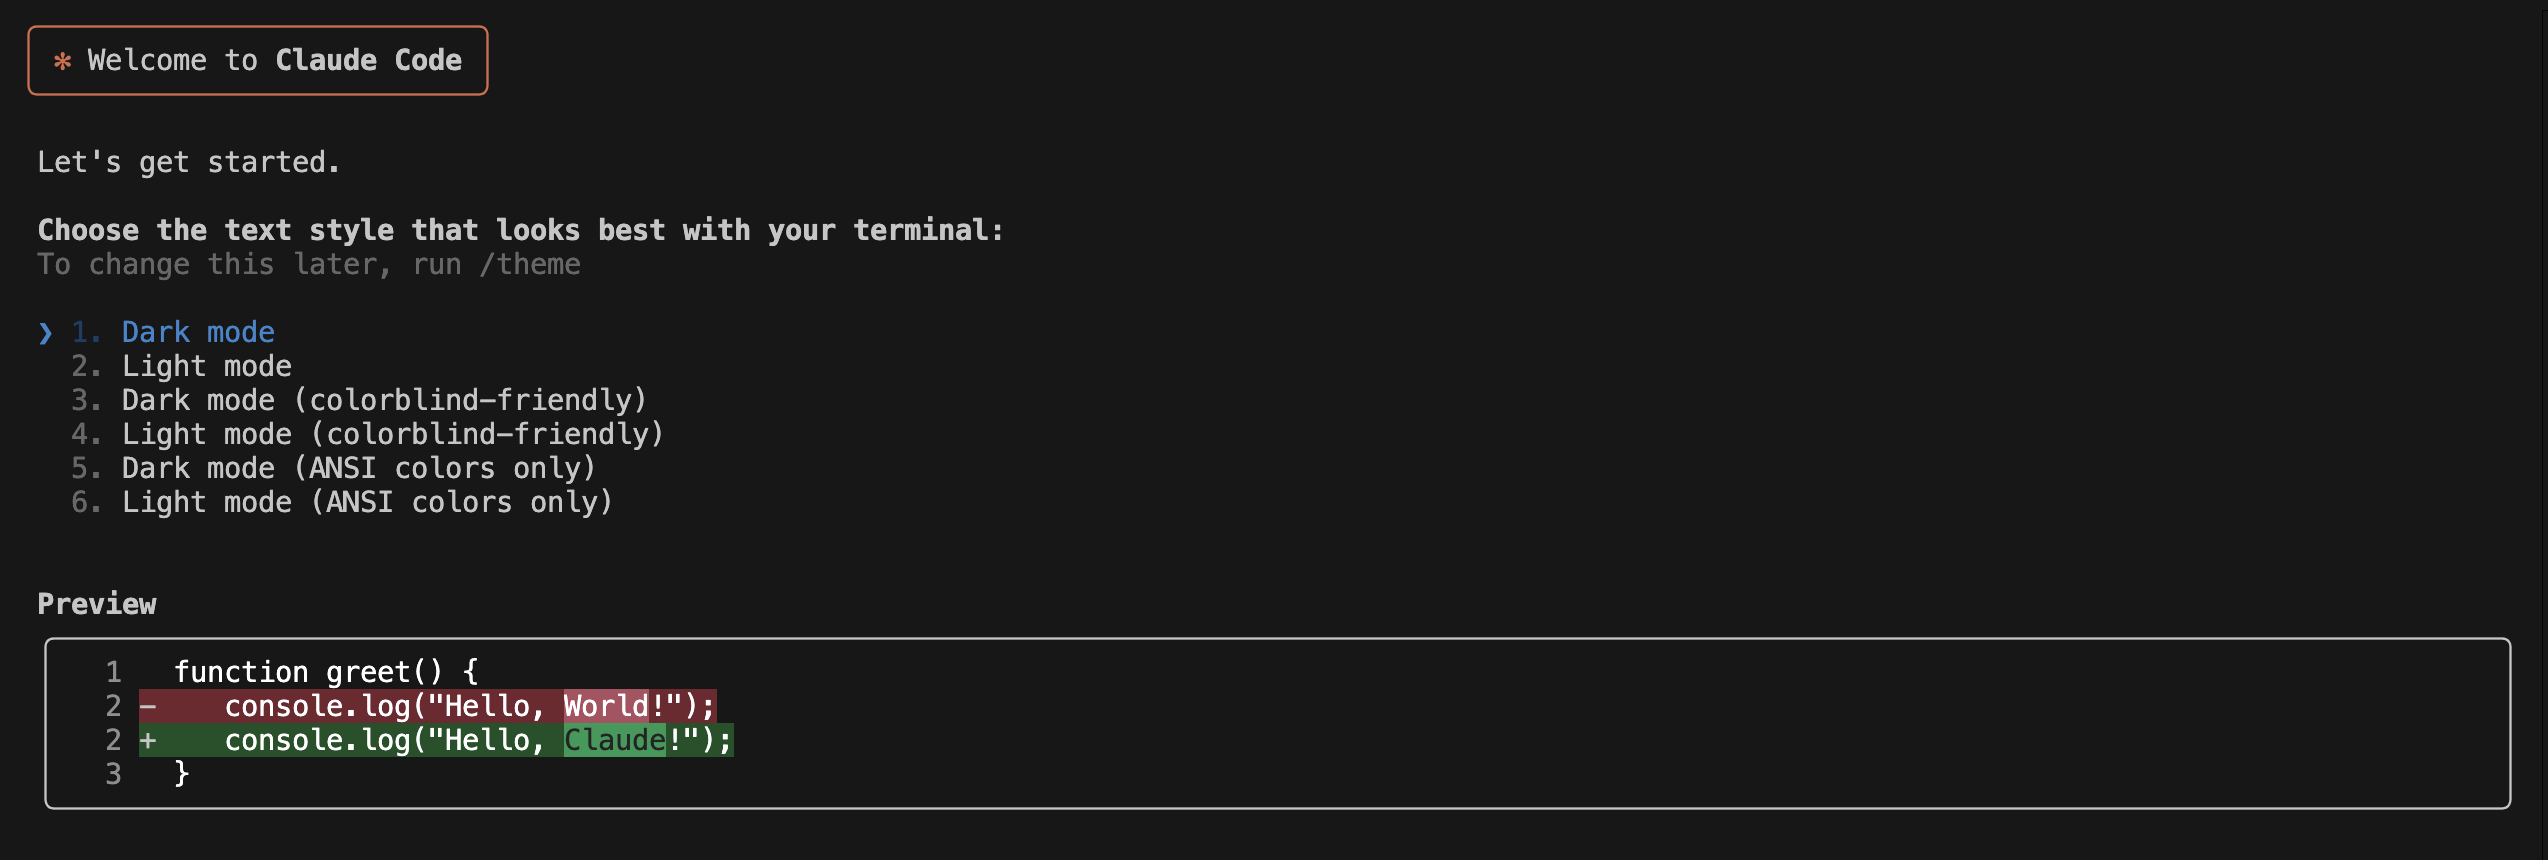 ✻ Welcome to Claude Code
Let's get started.
Choose the text style that looks best with your terminal:
To change this later, run /theme
❯ 1. Dark mode
2. Light mode
3. Dark mode (colorblind-friendly)
4. Light mode (colorblind-friendly)
5. Dark mode (ANSI colors only)
6. Light mode (ANSI colors only)
Preview
1 function greet() {
2 - console.log("Hello, World!");
2 + console.log("Hello, Claude!");
3 }